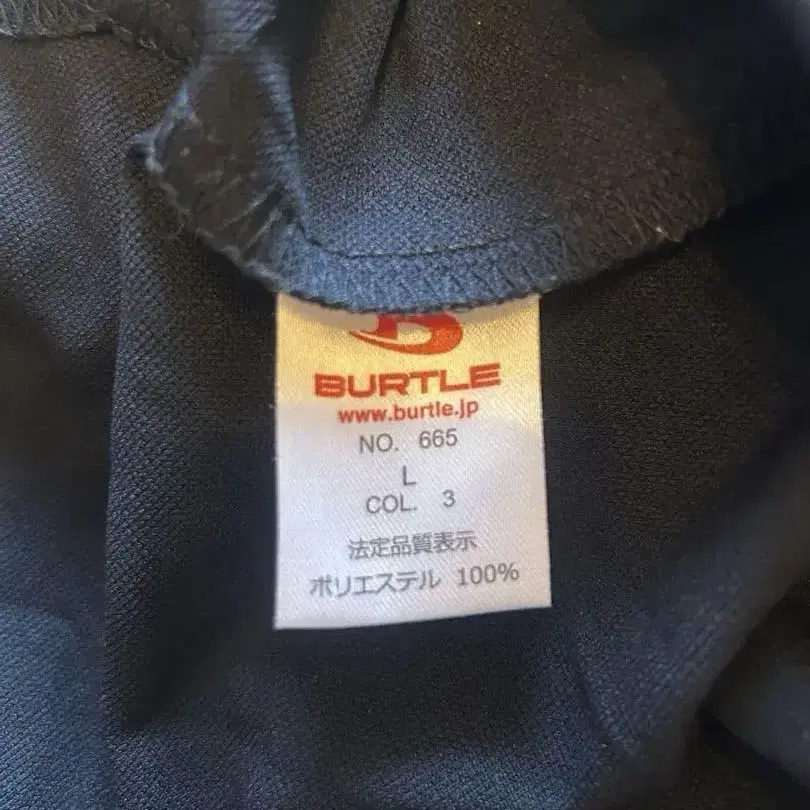 B
BURTLE
www.burtle.jp
NO. 665
L
COL. 3
法定品質表示
ポリエステル 100%